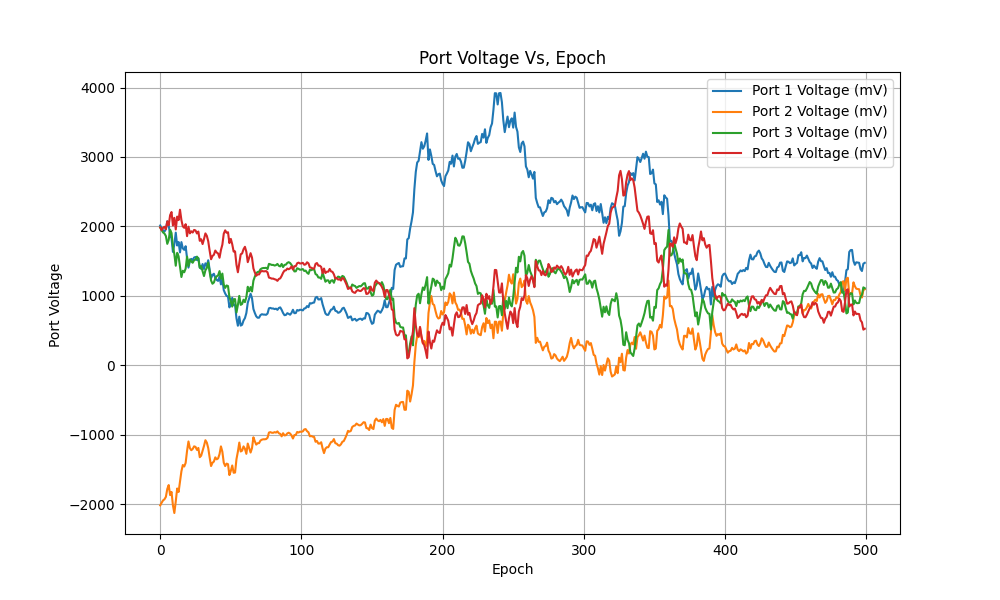 Port Voltage Vs, Epoch
Port 1 Voltage (mV)
Port 2 Voltage (mV)
Port 3 Voltage (mV)
Port 4 Voltage (mV)
Port Voltage
4000
3000
2000
1000
0
−1000
−2000
0 100 200 300 400 500
Epoch